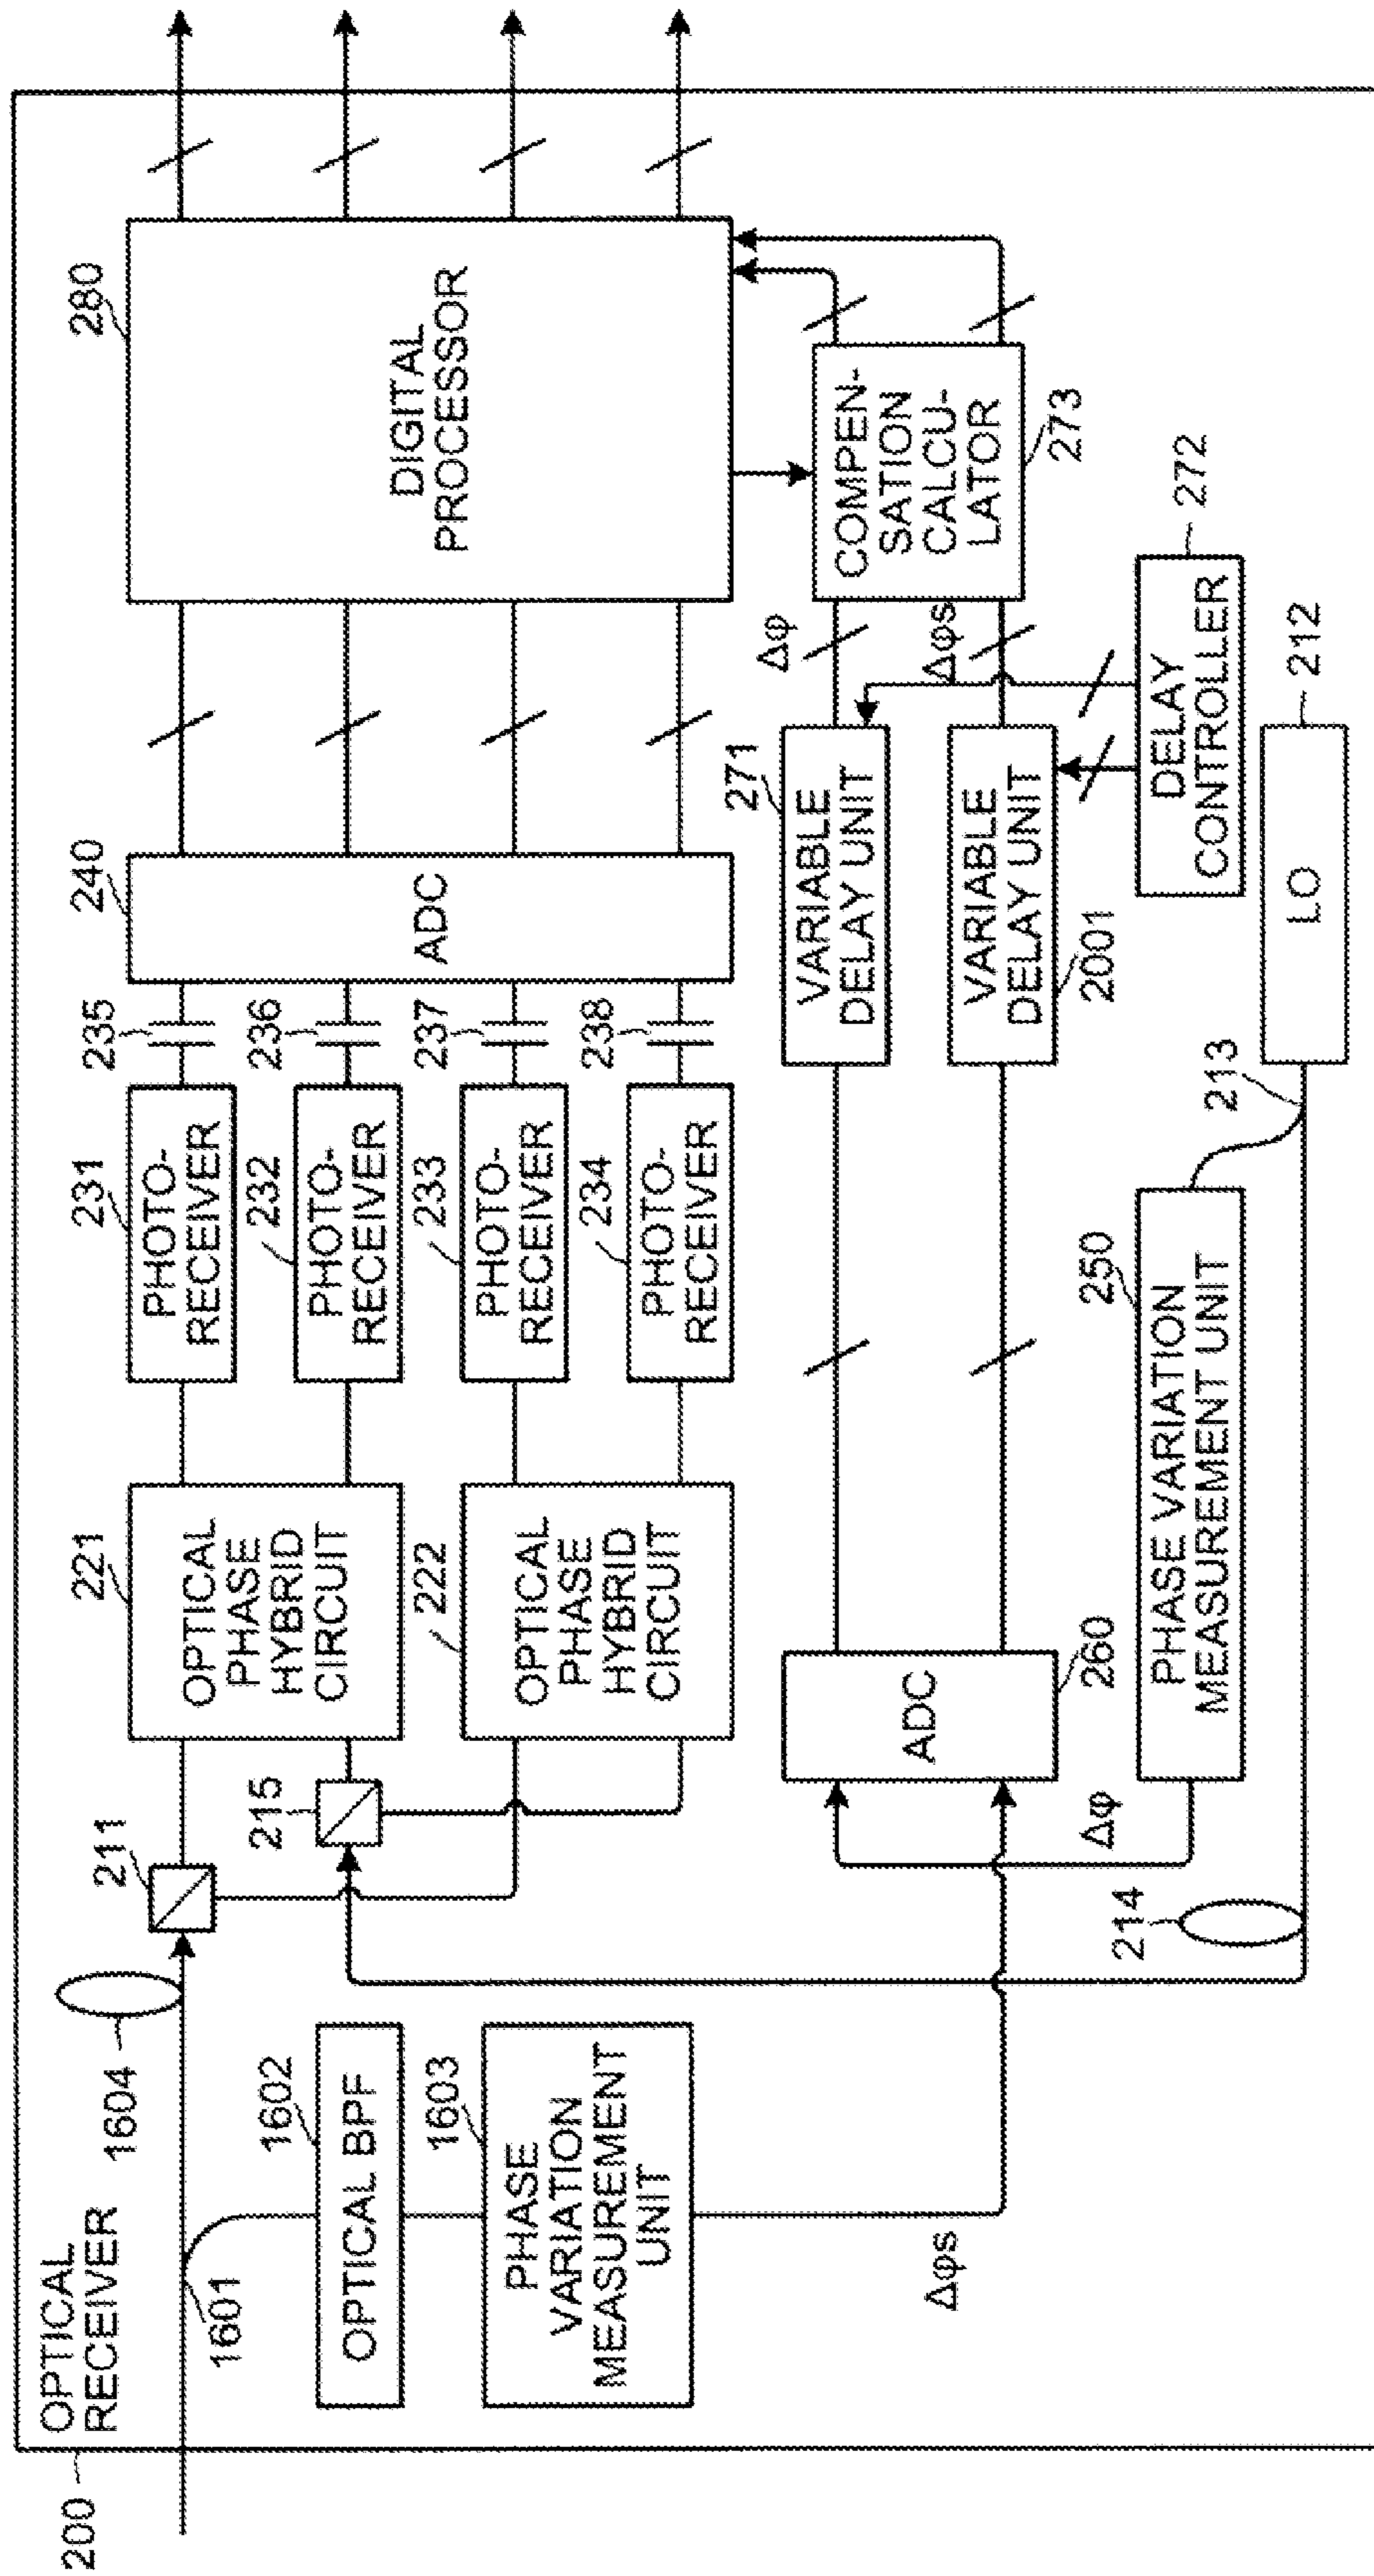 200
OPTICAL
RECEIVER
1601
1604
211
215
OPTICAL BPF
1602
PHASE
VARIATION
MEASUREMENT
UNIT
1603
Δφs
221
OPTICAL
PHASE
HYBRID
CIRCUIT
222
OPTICAL
PHASE
HYBRID
CIRCUIT
231
PHOTO-
RECEIVER
232
PHOTO-
RECEIVER
233
PHOTO-
RECEIVER
234
PHOTO-
RECEIVER
235
236
237
238
240
ADC
280
DIGITAL
PROCESSOR
ADC
260
271
VARIABLE
DELAY UNIT
VARIABLE
DELAY UNIT
2001
Δφ
Δφs
COMPEN-
SATION
CALCU-
LATOR
273
DELAY
CONTROLLER
272
Δφ
250
PHASE VARIATION
MEASUREMENT UNIT
214
213
LO
212